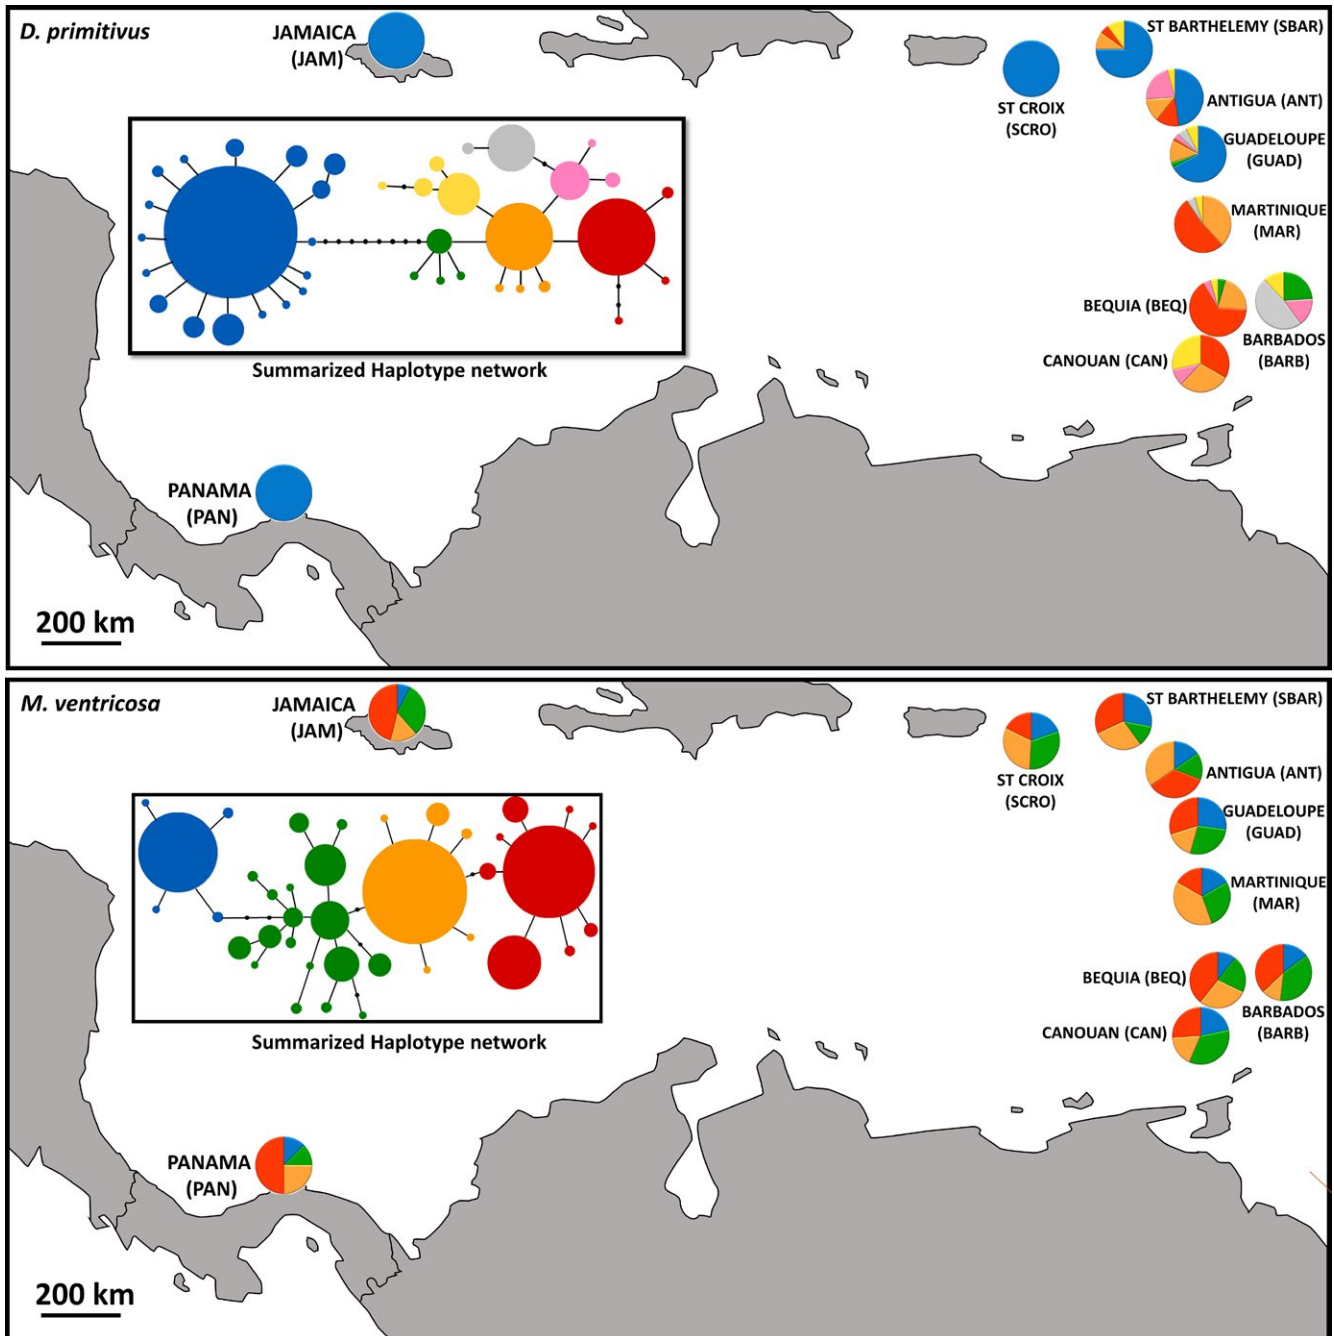 D. primitivus
JAMAICA
(JAM)
ST BARTHELEMY (SBAR)
ST CROIX
(SCRO)
ANTIGUA (ANT)
GUADELOUPE
(GUAD)
MARTINIQUE
(MAR)
BEQUIA (BEQ)
BARBADOS
(BARB)
CANOUAN (CAN)
Summarized Haplotype network
PANAMA
(PAN)
200 km
M. ventricosa
JAMAICA
(JAM)
ST BARTHELEMY (SBAR)
ST CROIX
(SCRO)
ANTIGUA (ANT)
GUADELOUPE
(GUAD)
MARTINIQUE
(MAR)
BEQUIA (BEQ)
BARBADOS
(BARB)
CANOUAN (CAN)
Summarized Haplotype network
PANAMA
(PAN)
200 km